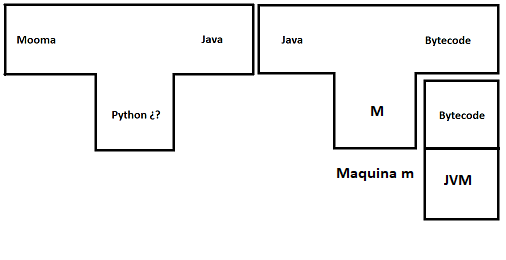 Mooma Java Java Bytecode
Python ¿? M Bytecode
Maquina m JVM